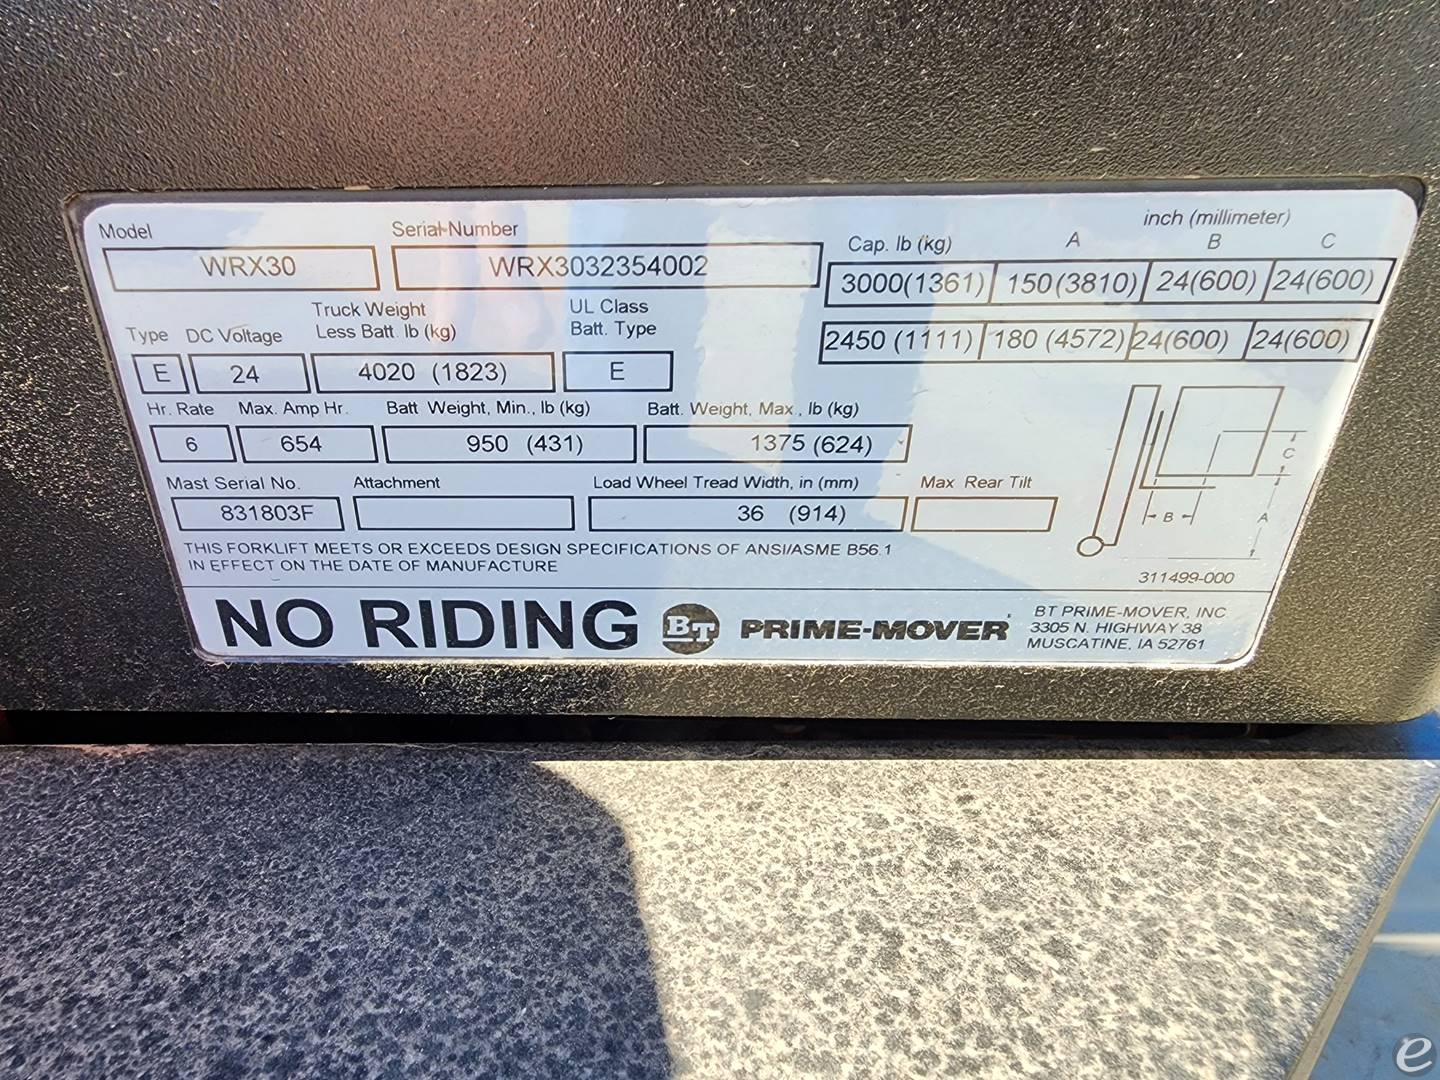 Model Serial Number Cap. lb (kg) A inch (millimeter) B C
WRX30 WRX3032354002 3000(1361) 150(3810) 24(600) 24(600)
Truck Weight UL Class
Type DC Voltage Less Batt. lb (kg) Batt. Type 2450 (1111) 180 (4572) 24(600) 24(600)
E 24 4020 (1823) E
Hr. Rate Max. Amp Hr. Batt Weight, Min., lb (kg) Batt. Weight, Max., lb (kg)
6 654 950 (431) 1375 (624)
Mast Serial No. Attachment Load Wheel Tread Width, in (mm) Max Rear Tilt
831803F 36 (914)
C
B A
THIS FORKLIFT MEETS OR EXCEEDS DESIGN SPECIFICATIONS OF ANSI/ASME B56.1
IN EFFECT ON THE DATE OF MANUFACTURE
311499-000
NO RIDING BT PRIME-MOVER
BT PRIME-MOVER, INC
3305 N. HIGHWAY 38
MUSCATINE, IA 52761
e